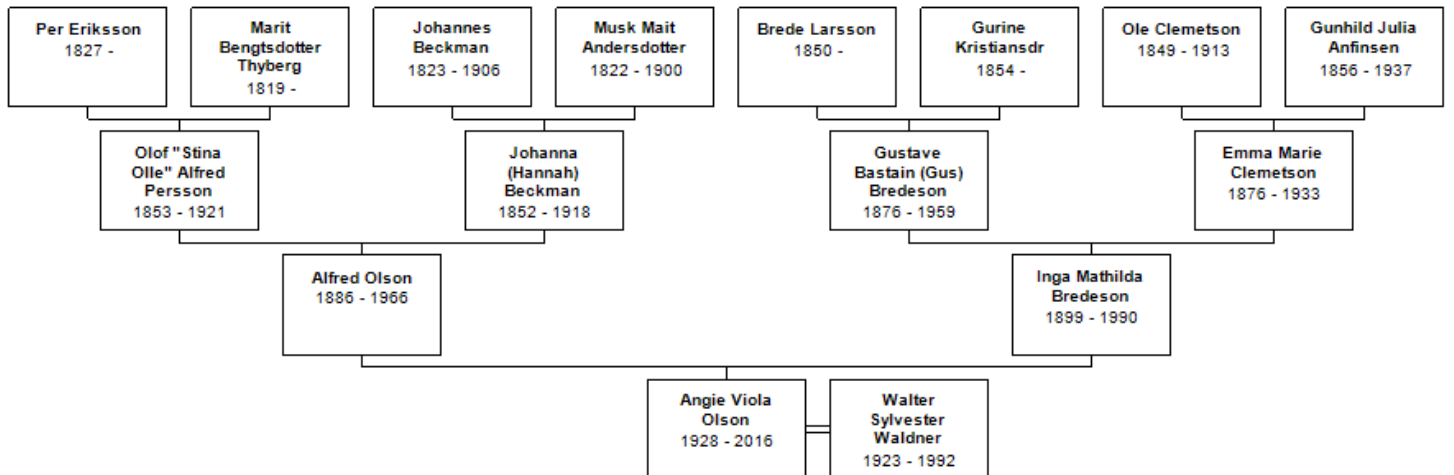 Per Eriksson
1827 -
Marit
Bengtsdotter
Thyberg
1819 -
Johannes
Beckman
1823 - 1906
Musk Mait
Andersdotter
1822 - 1900
Brede Larsson
1850 -
Gurine
Kristiansdr
1854 -
Ole Clemetson
1849 - 1913
Gunhild Julia
Anfinsen
1856 - 1937
Olof "Stina
Olle" Alfred
Persson
1853 - 1921
Johanna
(Hannah)
Beckman
1852 - 1918
Gustave
Bastain (Gus)
Bredeson
1876 - 1959
Emma Marie
Clemetson
1876 - 1933
Alfred Olson
1886 - 1966
Inga Mathilda
Bredeson
1899 - 1990
Angie Viola
Olson
1928 - 2016
Walter
Sylvester
Waldner
1923 - 1992